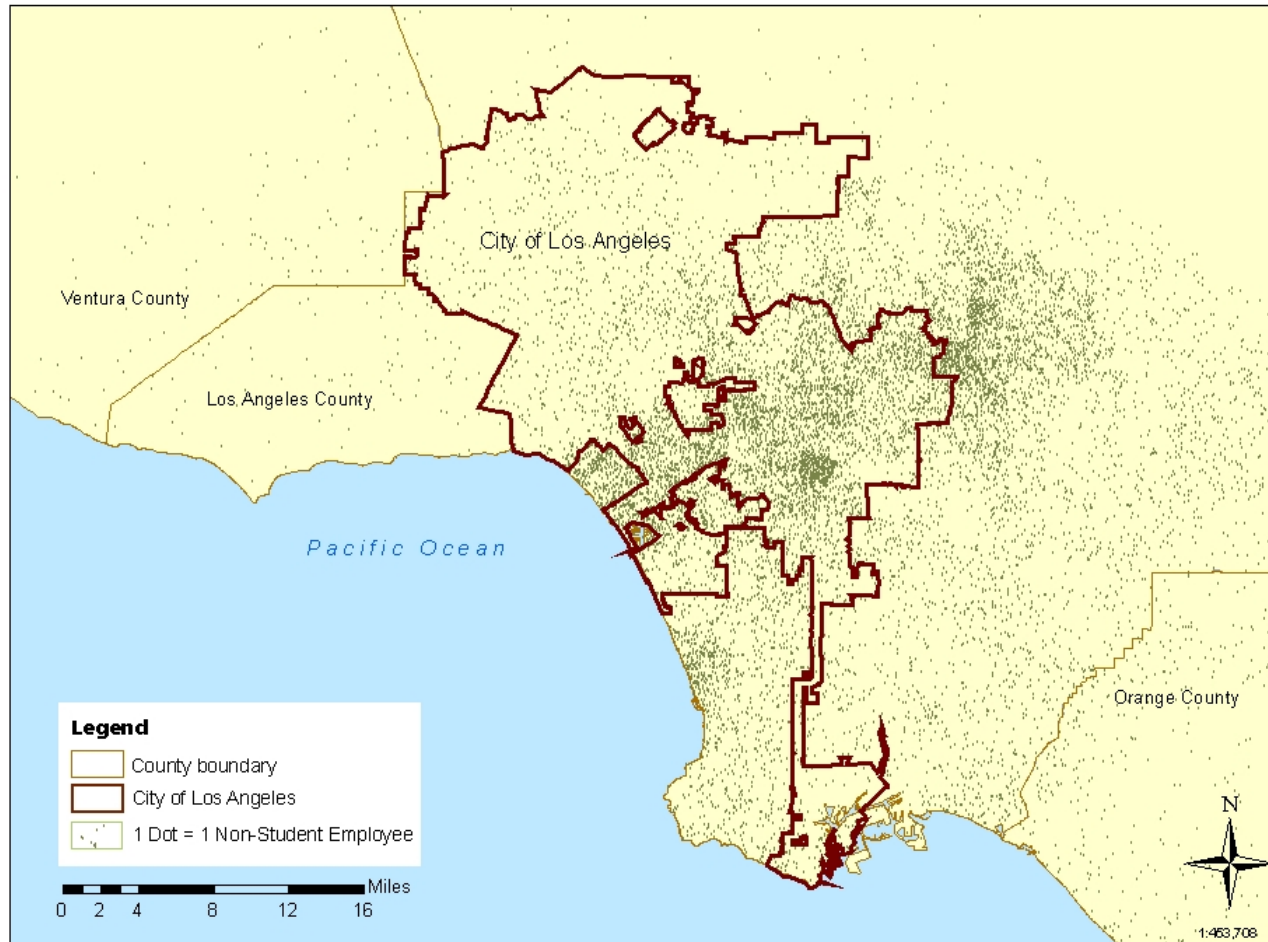 City of Los Angeles
Ventura County
Los Angeles County
Pacific Ocean
Orange County
Legend
County boundary
City of Los Angeles
1 Dot = 1 Non-Student Employee
Miles
0 2 4 8 12 16
N
1:453,708